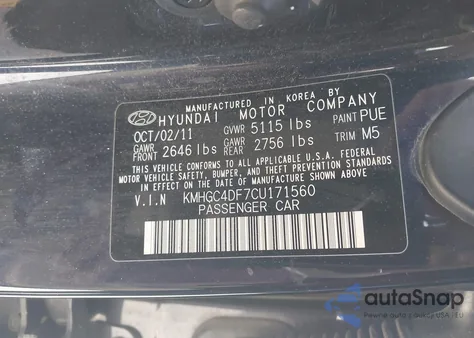 MANUFACTURED IN KOREA BY
HYUNDAI MOTOR COMPANY
OCT/02/11 GVWR 5115 lbs PAINT PUE
GAWR FRONT 2646 lbs GAWR REAR 2756 lbs TRIM M5
THIS VEHICLE CONFORMS TO ALL APPLICABLE U.S.A. FEDERAL
MOTOR VEHICLE SAFETY, BUMPER, AND THEFT PREVENTION
STANDARDS IN EFFECT ON THE DATE OF MANUFACTURE SHOWN ABOVE.
V.I.N KMHGC4DF7CU171560
PASSENGER CAR
autoSnap